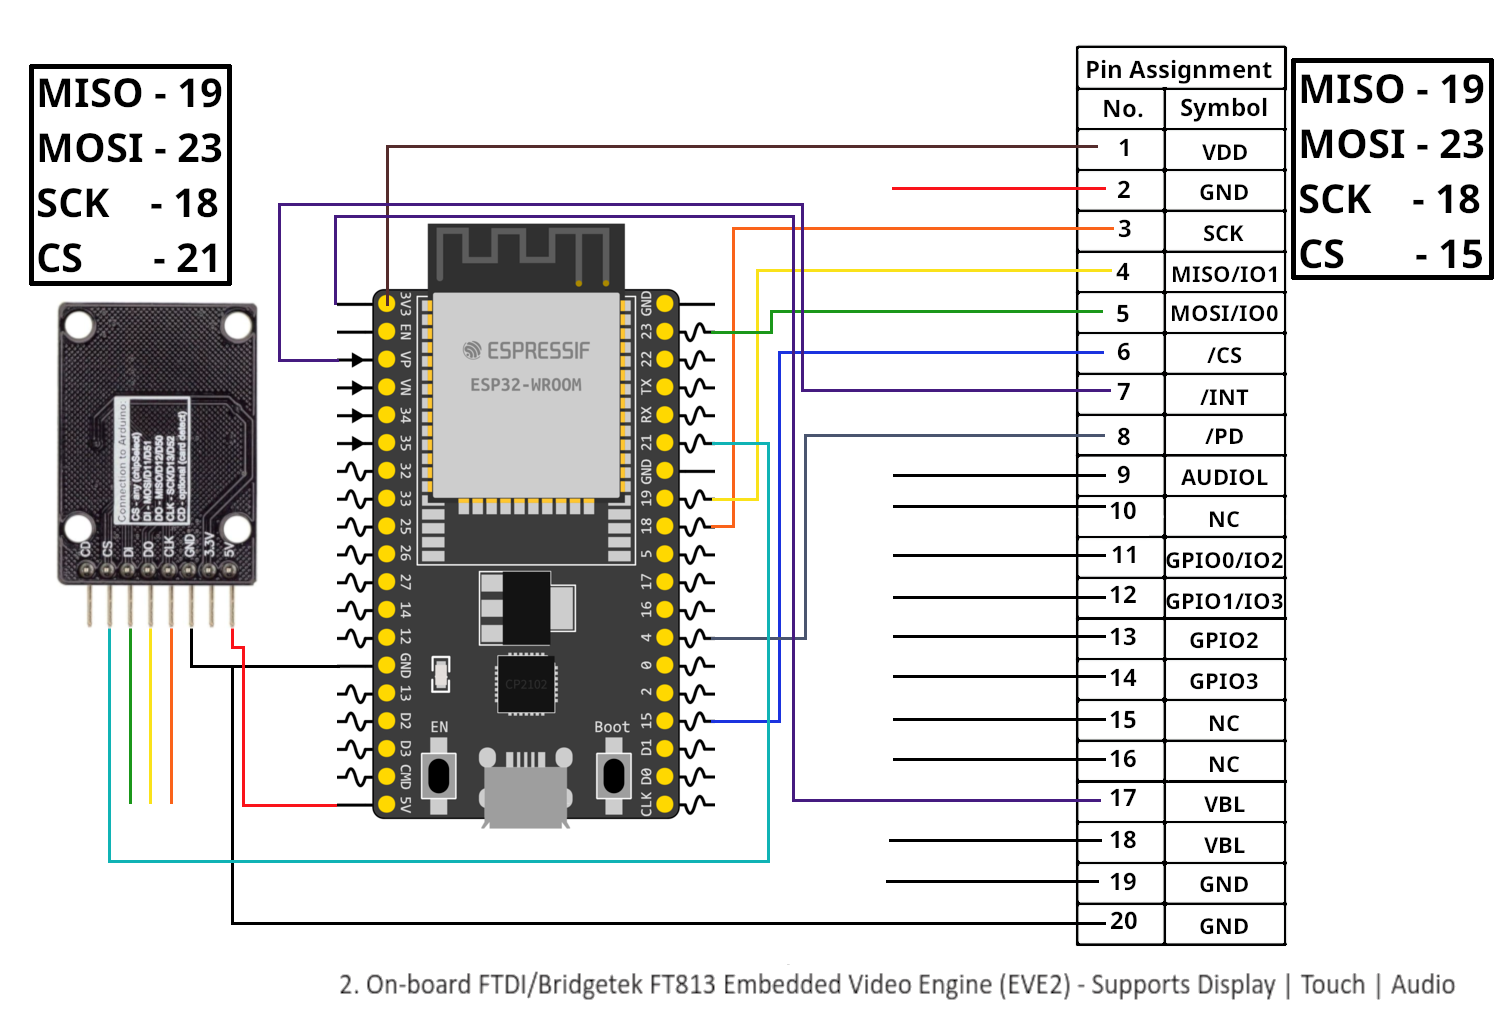 MISO - 19
MOSI - 23
SCK - 18
CS - 21
Pin Assignment
No. Symbol
1 VDD
2 GND
3 SCK
4 MISO/IO1
5 MOSI/IO0
6 /CS
7 /INT
8 /PD
9 AUDIOL
10 NC
11 GPIO0/IO2
12 GPIO1/IO3
13 GPIO2
14 GPIO3
15 NC
16 NC
17 VBL
18 VBL
19 GND
20 GND
MISO - 19
MOSI - 23
SCK - 18
CS - 15
Connection to Arduino:
CS - any (chipSelect)
DI - MOSI/D11/D51
DO - MISO/D12/D50
CLK - SCK/D13/D52
CD - optional (card detect)
CD
CS
DI
DO
CLK
GND
3.3V
5V
3V3
EN
VP
VN
34
35
32
33
25
26
27
14
12
GND
13
D2
D3
CMD
5V
ESPRESSIF
ESP32-WROOM
CP2102
EN
Boot
GND
23
22
TX
RX
21
GND
19
18
5
17
16
4
0
2
15
D1
D0
CLK
2. On-board FTDI/Bridgetek FT813 Embedded Video Engine (EVE2) - Supports Display | Touch | Audio